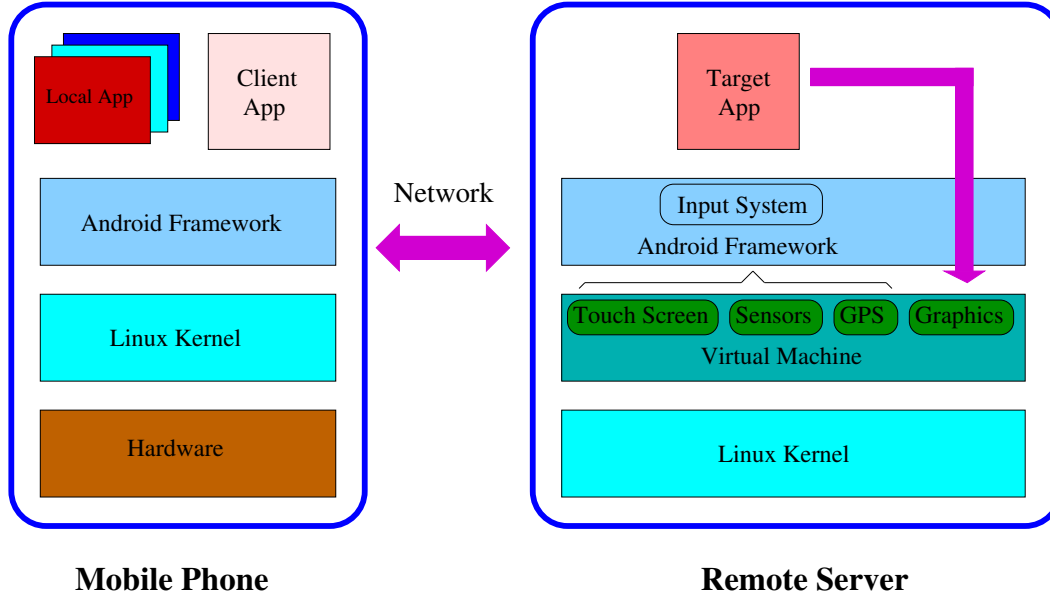 Local App
Client
App
Android Framework
Linux Kernel
Hardware
Mobile Phone
Network
Target
App
Input System
Android Framework
Touch Screen
Sensors
GPS
Graphics
Virtual Machine
Linux Kernel
Remote Server